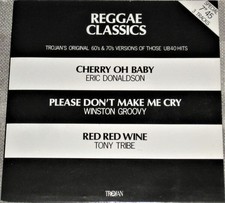 REGGAE
CLASSICS
TROJAN'S ORIGINAL 60's & 70's VERSIONS OF THOSE UB40 HITS
CHERRY OH BABY
ERIC DONALDSON
PLEASE DON'T MAKE ME CRY
WINSTON GROOVY
RED RED WINE
TONY TRIBE
TROJAN